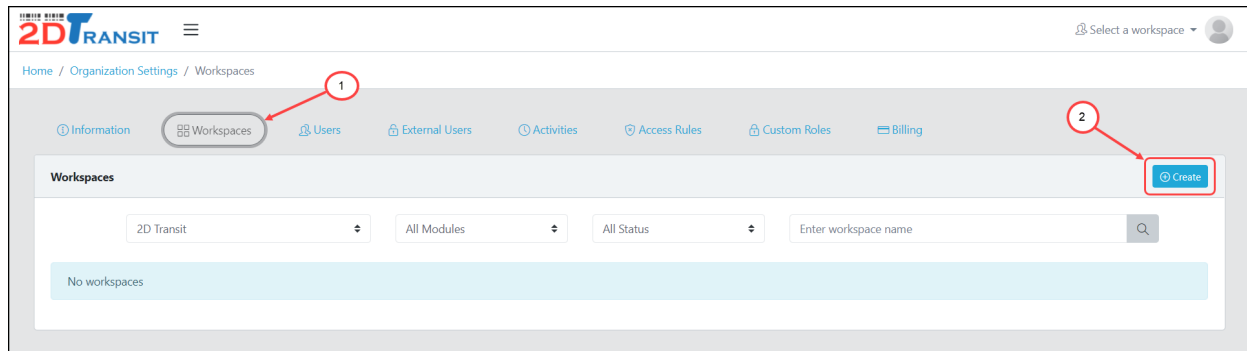 2DTRANSIT
Select a workspace
Home / Organization Settings / Workspaces
1
2
Information Workspaces Users External Users Activities Access Rules Custom Roles Billing
Workspaces Create
2D Transit All Modules All Status Enter workspace name
No workspaces